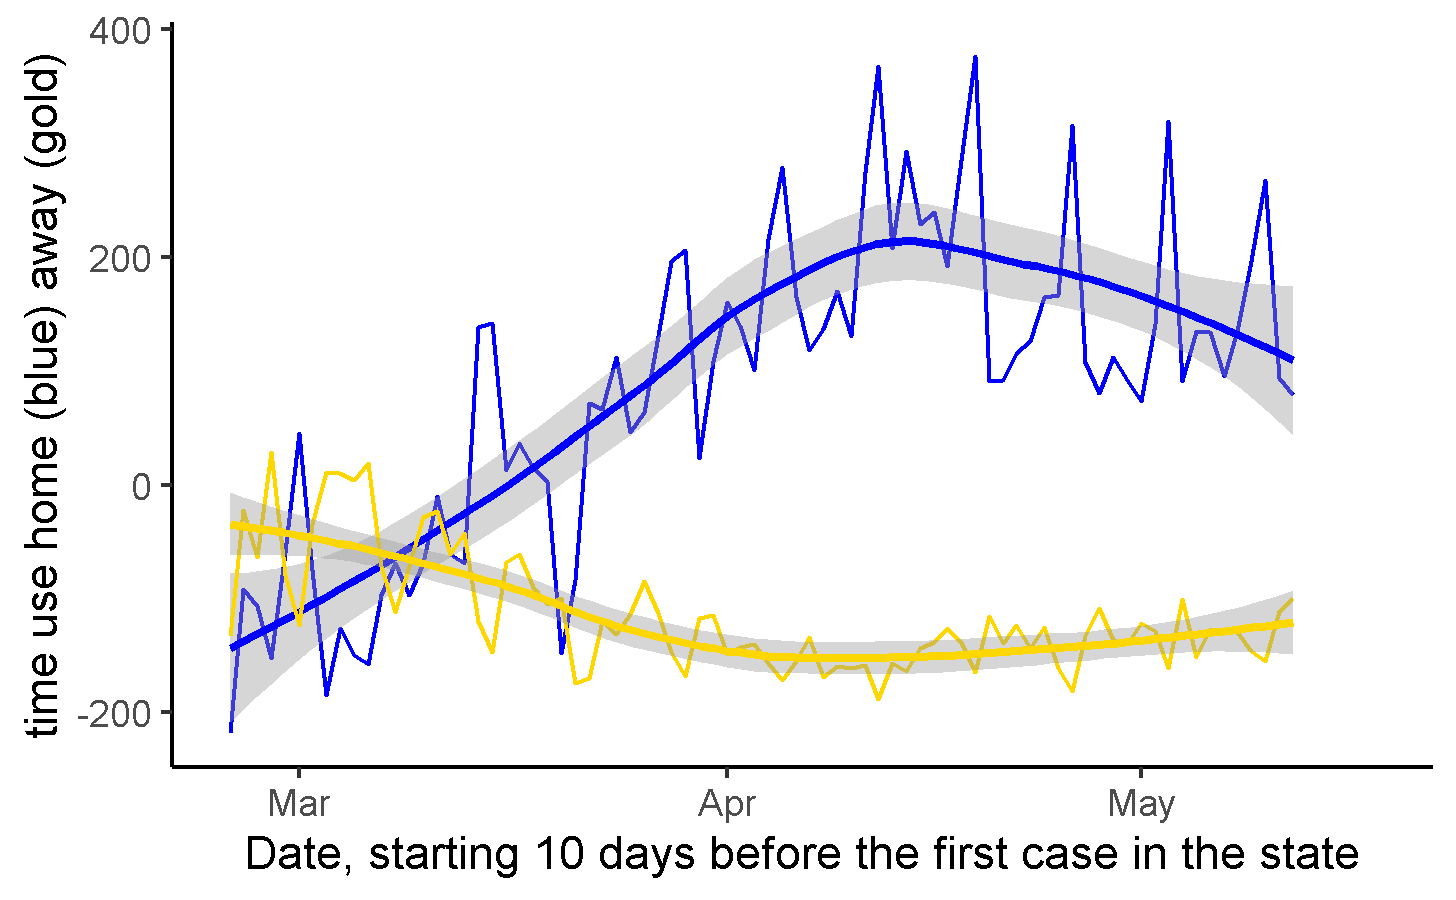 time use home (blue) away (gold)
400
200
0
-200
Mar
Apr
May
Date, starting 10 days before the first case in the state